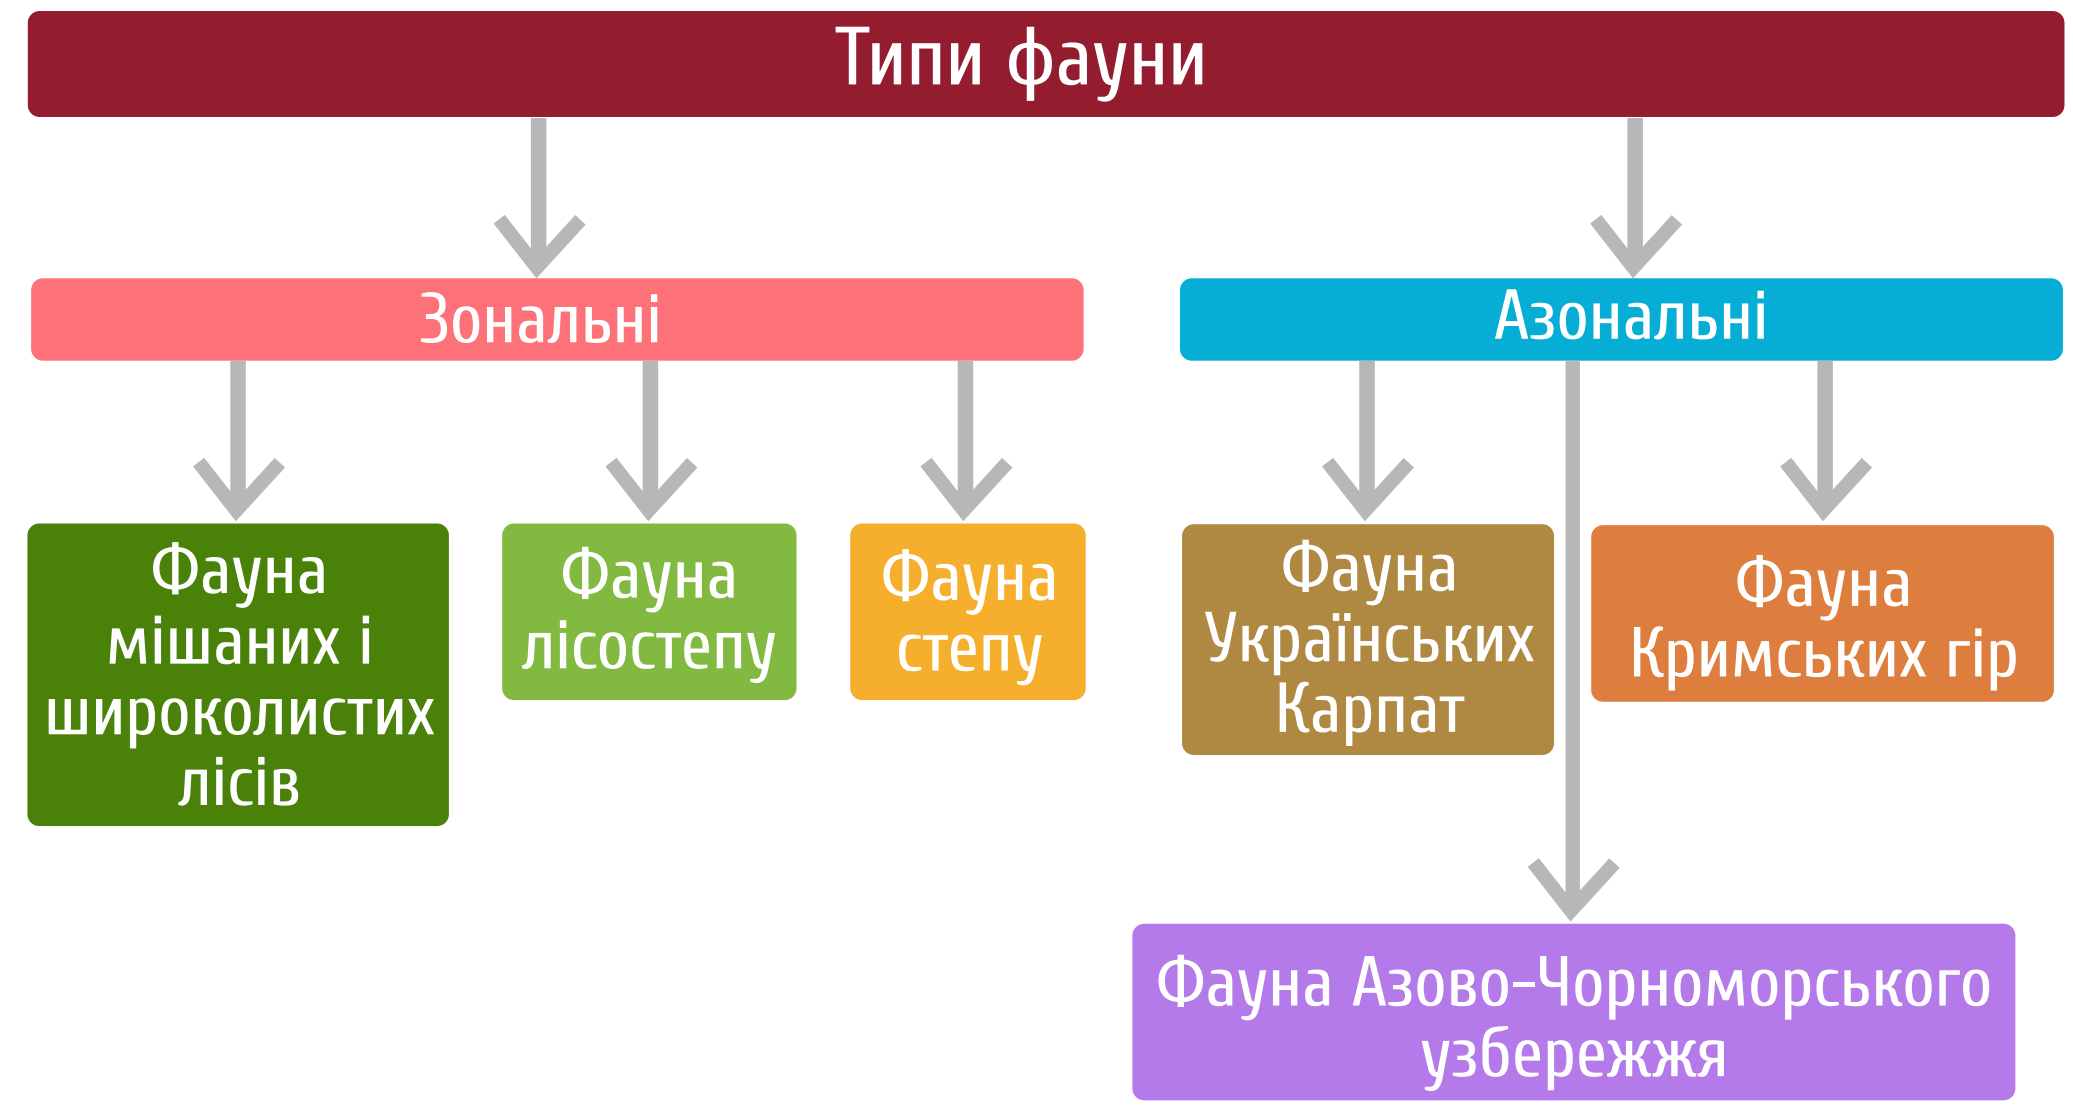 Типи фауни
Зональні
Азональні
Фауна
мішаних і
широколистих
лісів
Фауна
лісостепу
Фауна
степу
Фауна
Українських
Карпат
Фауна
Кримських гір
Фауна Азово-Чорноморського
узбережжя